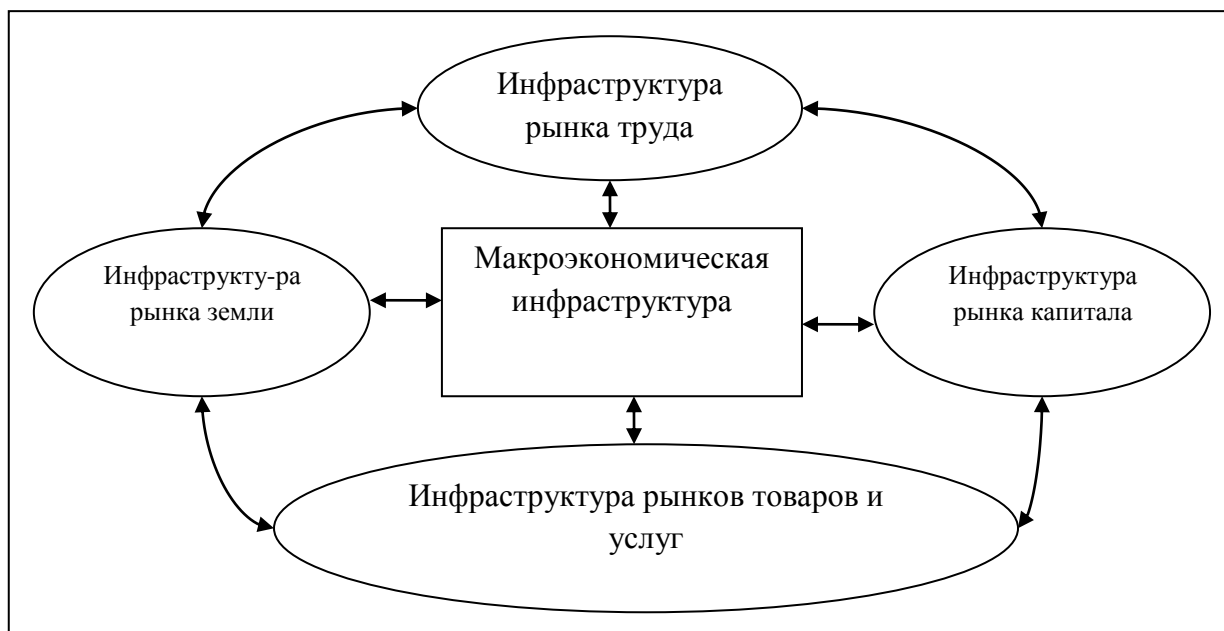 Инфраструктура
рынка труда
Макроэкономическая
инфраструктура
Инфраструкту-ра
рынка земли
Инфраструктура
рынка капитала
Инфраструктура рынков товаров и
услуг